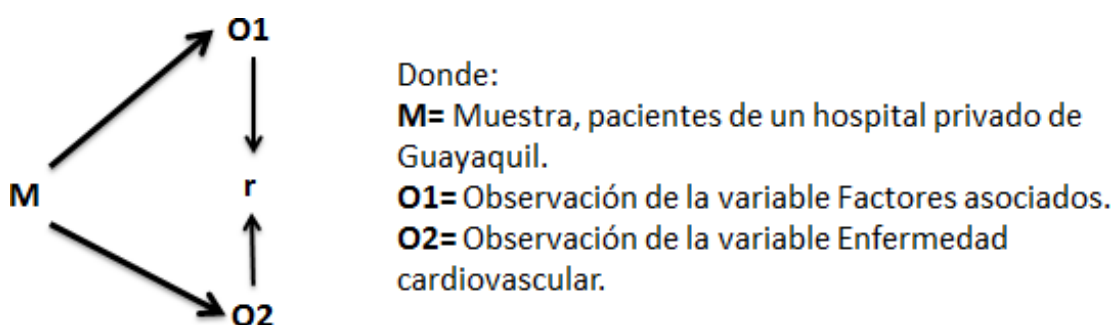 O1
M
r
O2
Donde:
M= Muestra, pacientes de un hospital privado de
Guayaquil.
O1= Observación de la variable Factores asociados.
O2= Observación de la variable Enfermedad
cardiovascular.